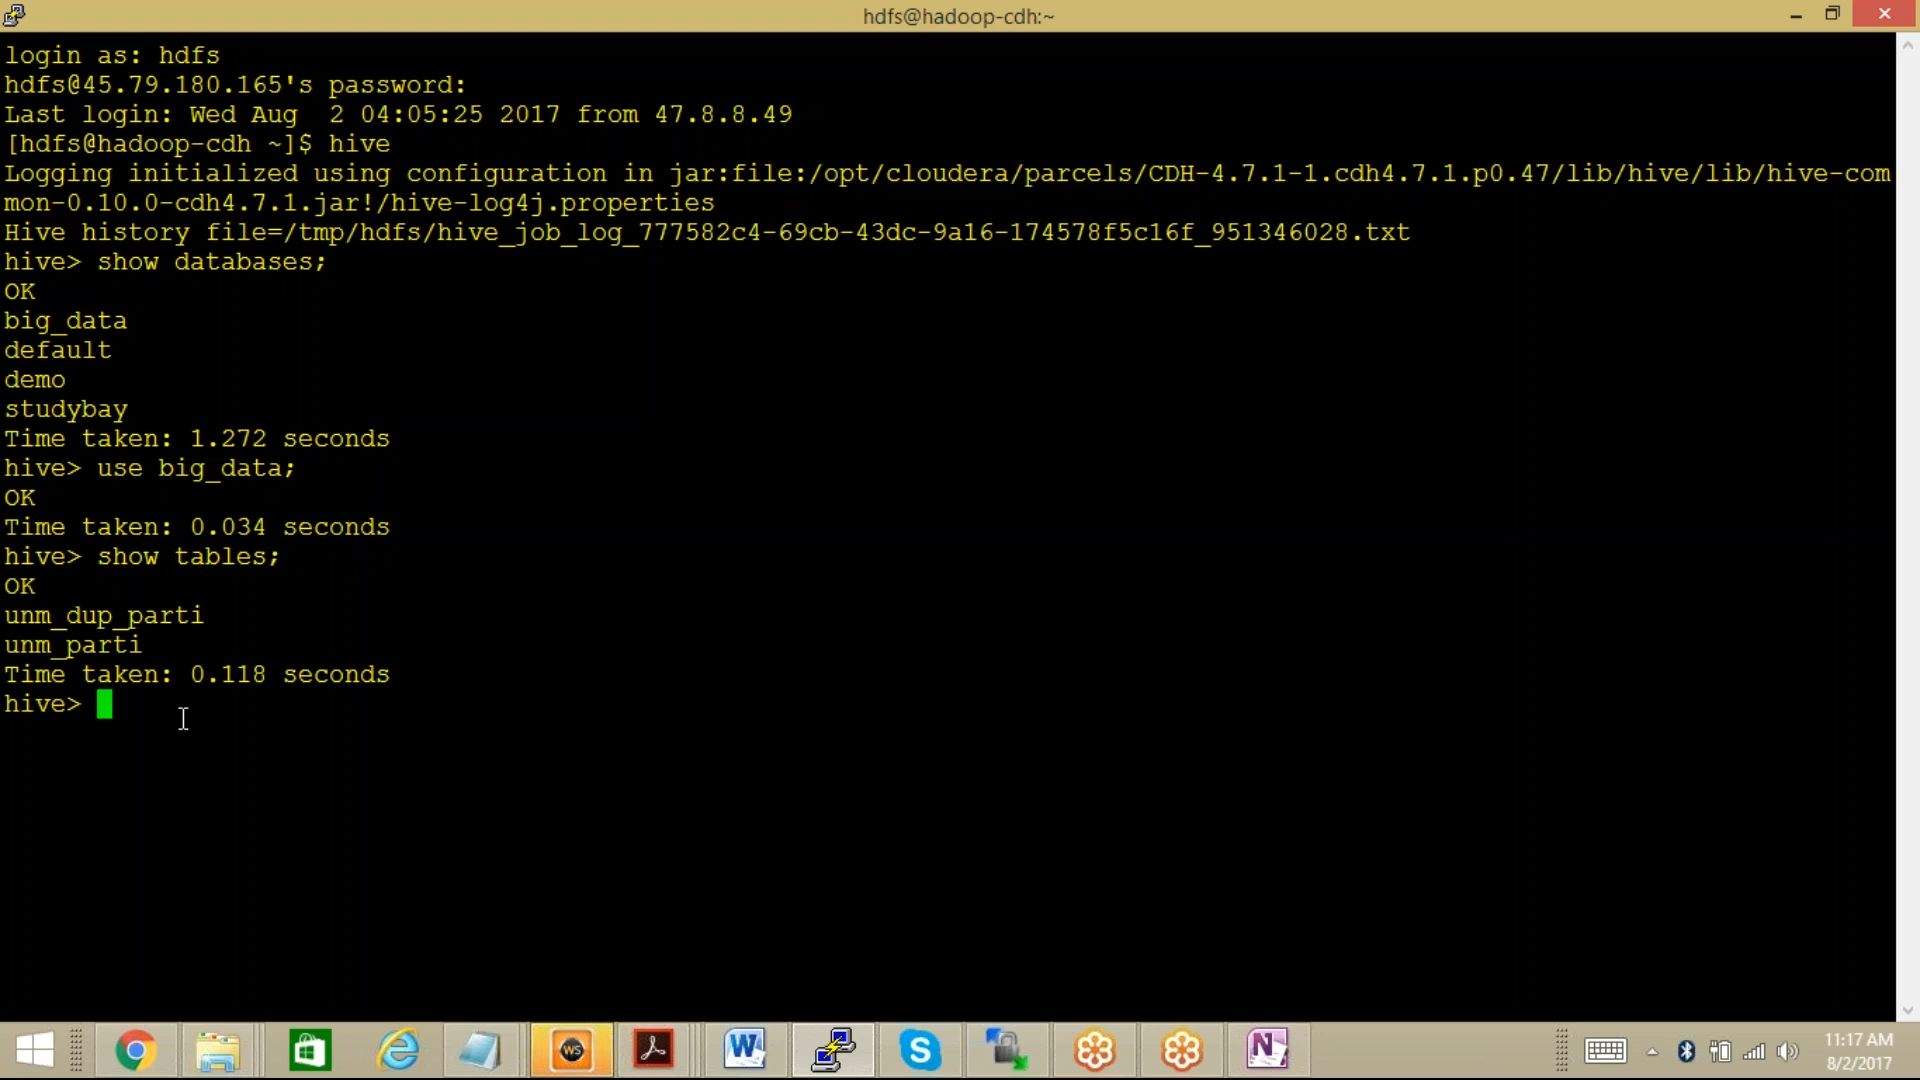 hdfs@hadoop-cdh:~
login as: hdfs
hdfs@45.79.180.165's password:
Last login: Wed Aug  2 04:05:25 2017 from 47.8.8.49
[hdfs@hadoop-cdh ~]$ hive
Logging initialized using configuration in jar:file:/opt/cloudera/parcels/CDH-4.7.1-1.cdh4.7.1.p0.47/lib/hive/lib/hive-com
mon-0.10.0-cdh4.7.1.jar!/hive-log4j.properties
Hive history file=/tmp/hdfs/hive_job_log_777582c4-69cb-43dc-9a16-174578f5c16f_951346028.txt
hive> show databases;
OK
big_data
default
demo
studybay
Time taken: 1.272 seconds
hive> use big_data;
OK
Time taken: 0.034 seconds
hive> show tables;
OK
unm_dup_parti
unm_parti
Time taken: 0.118 seconds
hive>
WS
11:17 AM
8/2/2017